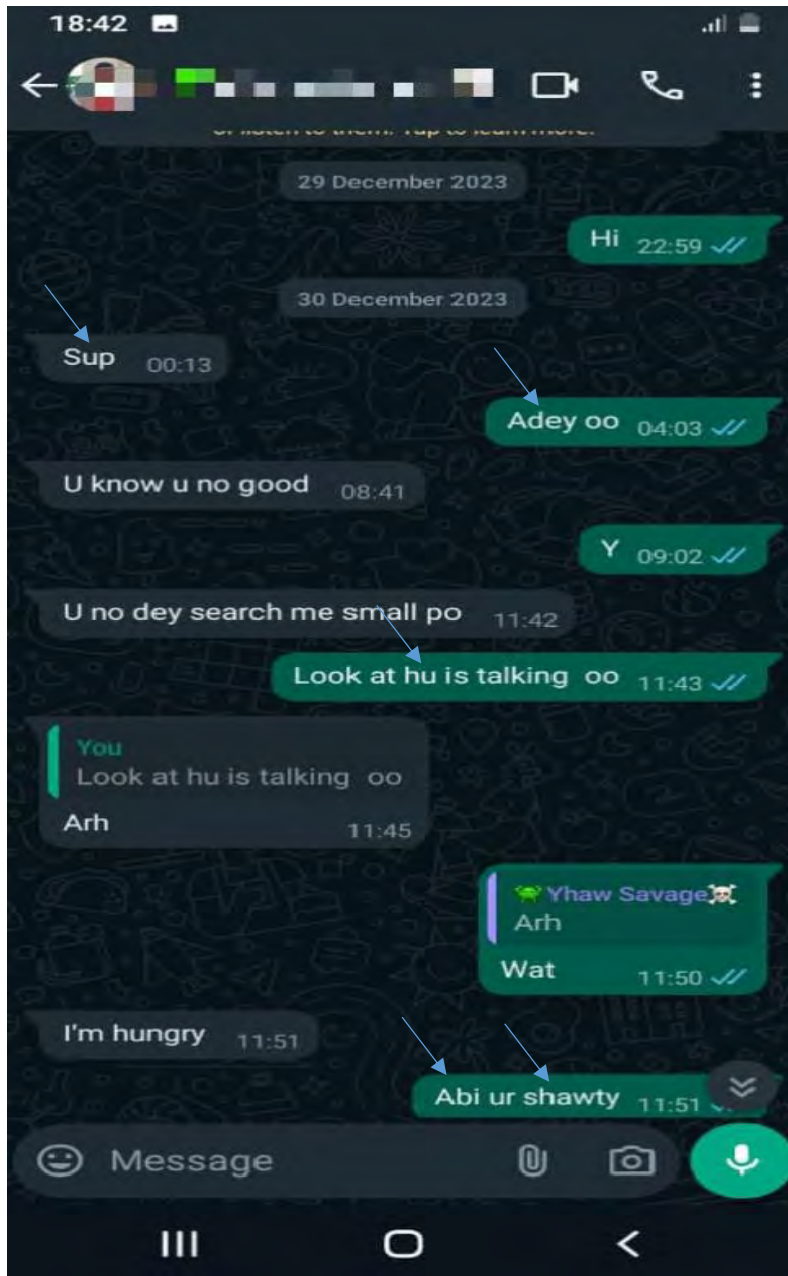 18:42
29 December 2023
Hi 22:59
30 December 2023
Sup 00:13
Adey oo 04:03
U know u no good 08:41
Y 09:02
U no dey search me small po 11:42
Look at hu is talking oo 11:43
You
Look at hu is talking oo
Arh 11:45
Yhaw Savage
Arh
Wat 11:50
I'm hungry 11:51
Abi ur shawty 11:51
Message